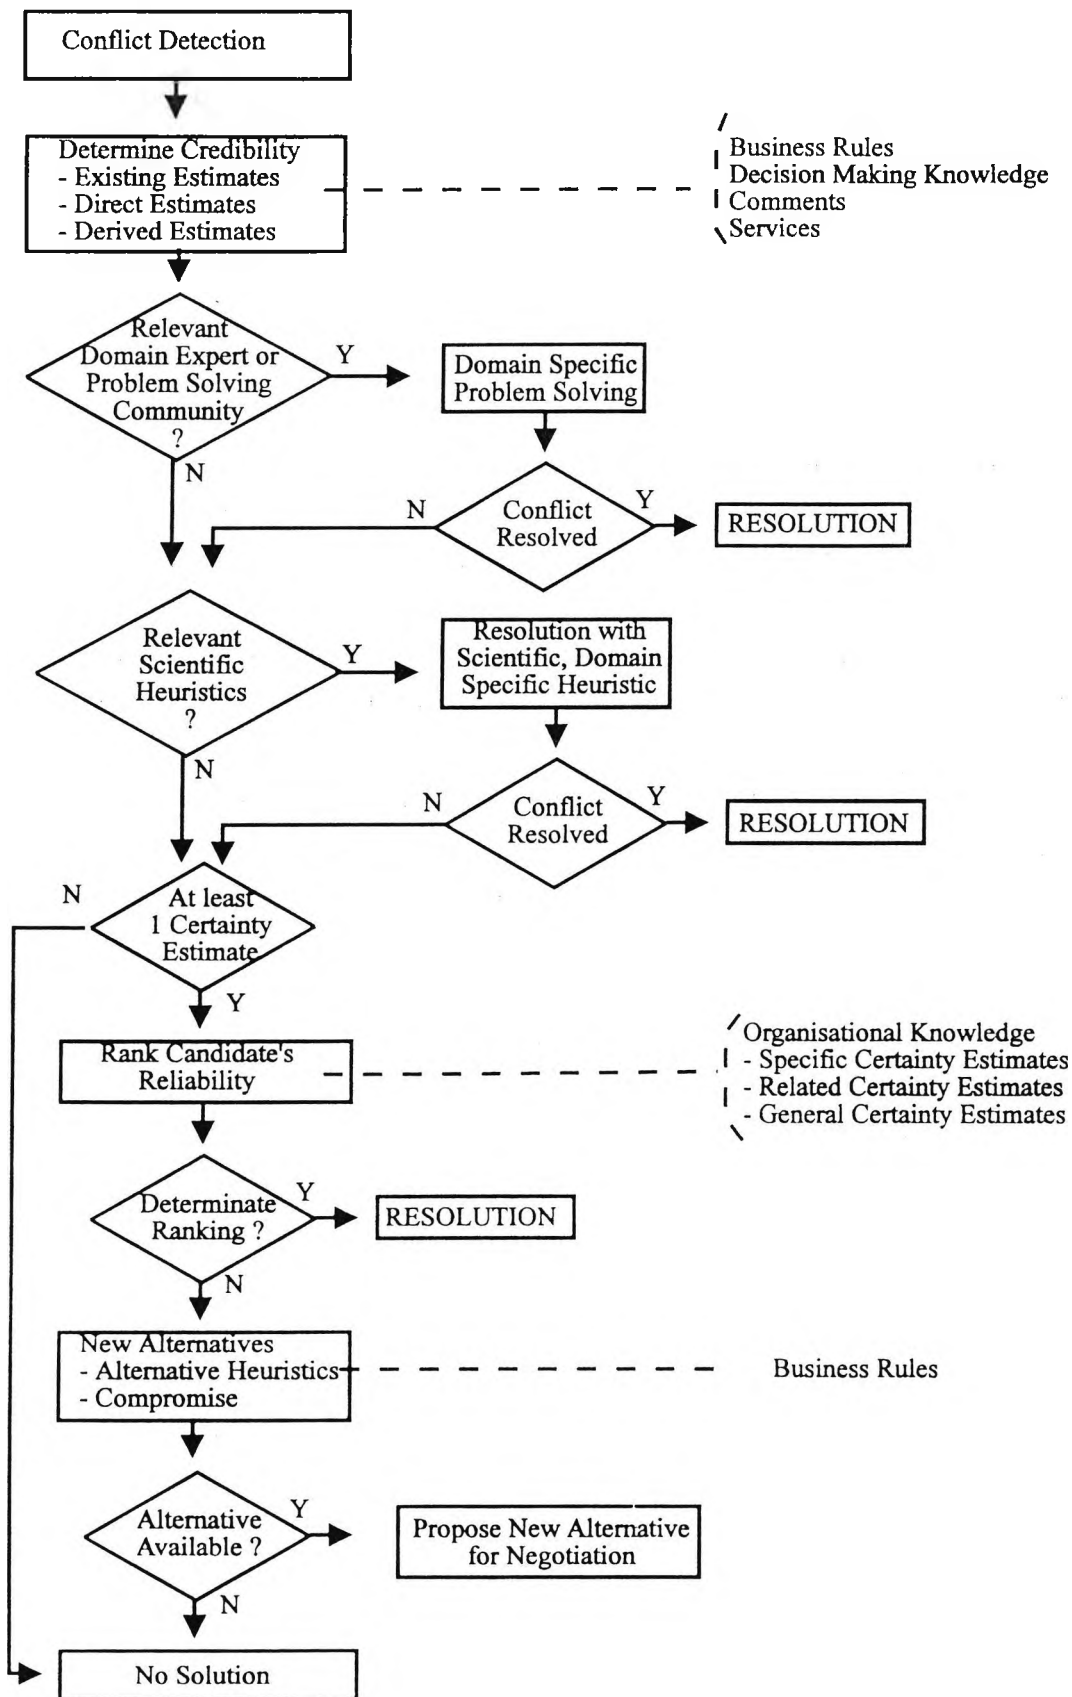 Conflict Detection
Determine Credibility
- Existing Estimates
- Direct Estimates
- Derived Estimates
Business Rules
Decision Making Knowledge
Comments
Services
Relevant
Domain Expert or
Problem Solving
Community
?
Y
N
Domain Specific
Problem Solving
Conflict
Resolved
N
Y
RESOLUTION
Relevant
Scientific
Heuristics
?
Y
N
Resolution with
Scientific, Domain
Specific Heuristic
Conflict
Resolved
N
Y
RESOLUTION
At least
1 Certainty
Estimate
N
Y
Rank Candidate's
Reliability
Organisational Knowledge
- Specific Certainty Estimates
- Related Certainty Estimates
- General Certainty Estimates
Determinate
Ranking ?
Y
N
RESOLUTION
New Alternatives
- Alternative Heuristics
- Compromise
Business Rules
Alternative
Available ?
Y
N
Propose New Alternative
for Negotiation
No Solution